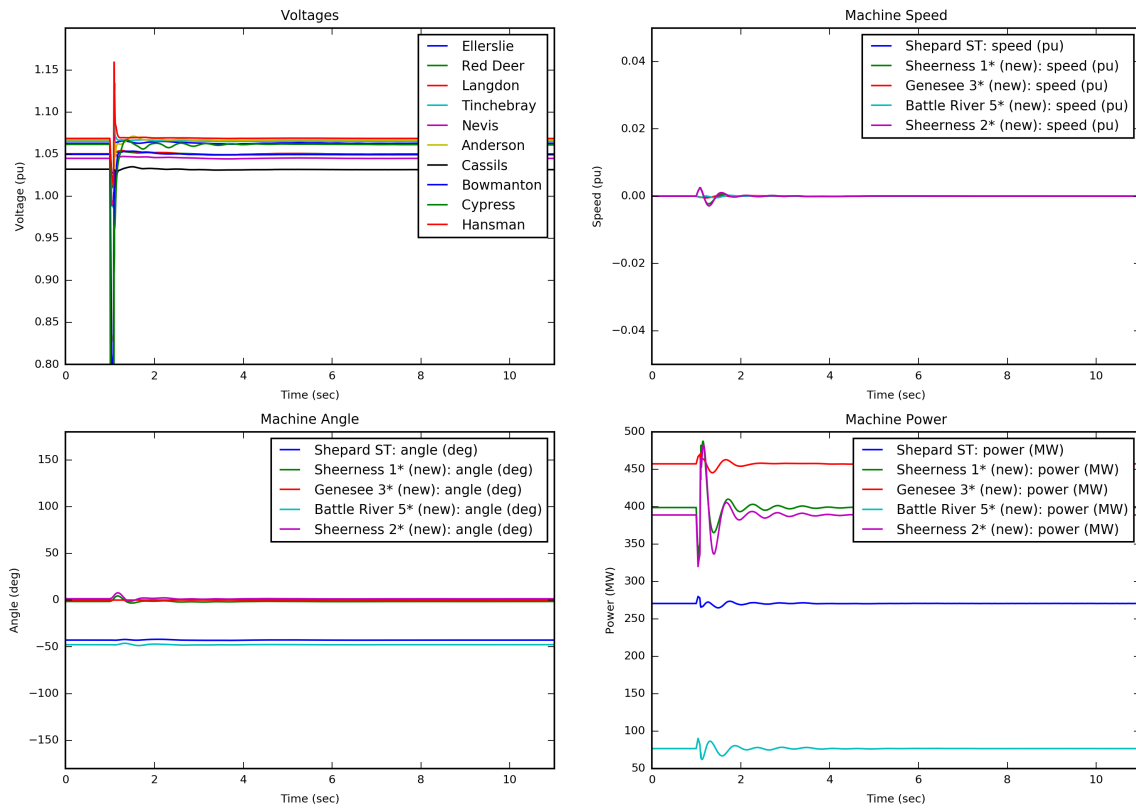 Voltages
Voltage (pu)
1.15
1.10
1.05
1.00
0.95
0.90
0.85
0.80
0 2 4 6 8 10
Time (sec)
Ellerslie
Red Deer
Langdon
Tinchebray
Nevis
Anderson
Cassils
Bowmanton
Cypress
Hansman
Machine Speed
Speed (pu)
0.04
0.02
0.00
−0.02
−0.04
0 2 4 6 8 10
Time (sec)
Shepard ST: speed (pu)
Sheerness 1* (new): speed (pu)
Genesee 3* (new): speed (pu)
Battle River 5* (new): speed (pu)
Sheerness 2* (new): speed (pu)
Machine Angle
Angle (deg)
150
100
50
0
−50
−100
−150
0 2 4 6 8 10
Time (sec)
Shepard ST: angle (deg)
Sheerness 1* (new): angle (deg)
Genesee 3* (new): angle (deg)
Battle River 5* (new): angle (deg)
Sheerness 2* (new): angle (deg)
Machine Power
Power (MW)
500
450
400
350
300
250
200
150
100
50
0 2 4 6 8 10
Time (sec)
Shepard ST: power (MW)
Sheerness 1* (new): power (MW)
Genesee 3* (new): power (MW)
Battle River 5* (new): power (MW)
Sheerness 2* (new): power (MW)